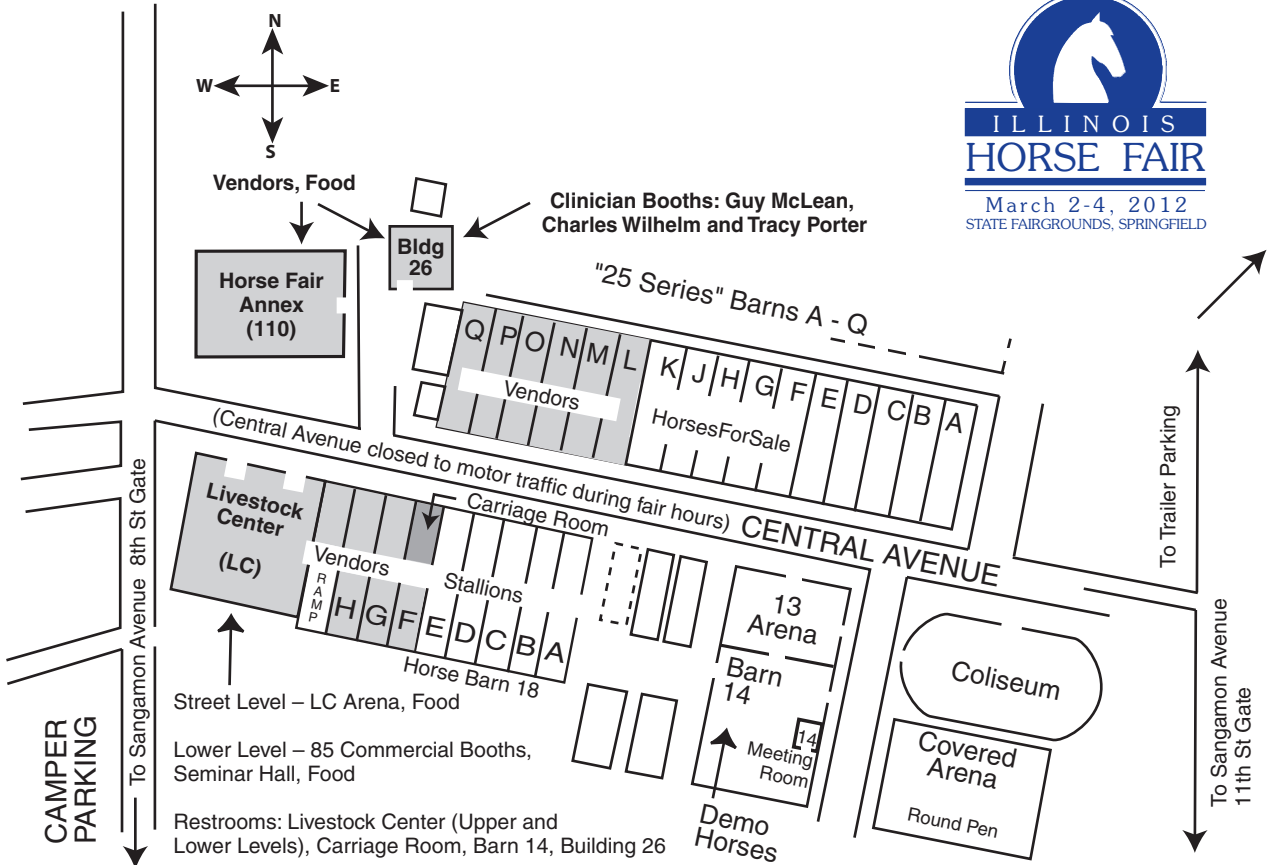 N
W E
S
ILLINOIS
HORSE FAIR
March 2-4, 2012
STATE FAIRGROUNDS, SPRINGFIELD
Vendors, Food
Clinician Booths: Guy McLean,
Charles Wilhelm and Tracy Porter
Bldg
26
Horse Fair
Annex
(110)
"25 Series" Barns A - Q
Q P O N M L K J H G F E D C B A
Vendors
HorsesForSale
(Central Avenue closed to motor traffic during fair hours)
CENTRAL AVENUE
To Trailer Parking
Livestock
Center
(LC)
Carriage Room
Vendors
Stallions
RAMP
H G F E D C B A
Horse Barn 18
13
Arena
Barn
14
14
Meeting
Room
Demo
Horses
Coliseum
Covered
Arena
Round Pen
To Sangamon Avenue
11th St Gate
To Sangamon Avenue 8th St Gate
CAMPER
PARKING
Street Level – LC Arena, Food
Lower Level – 85 Commercial Booths,
Seminar Hall, Food
Restrooms: Livestock Center (Upper and
Lower Levels), Carriage Room, Barn 14, Building 26